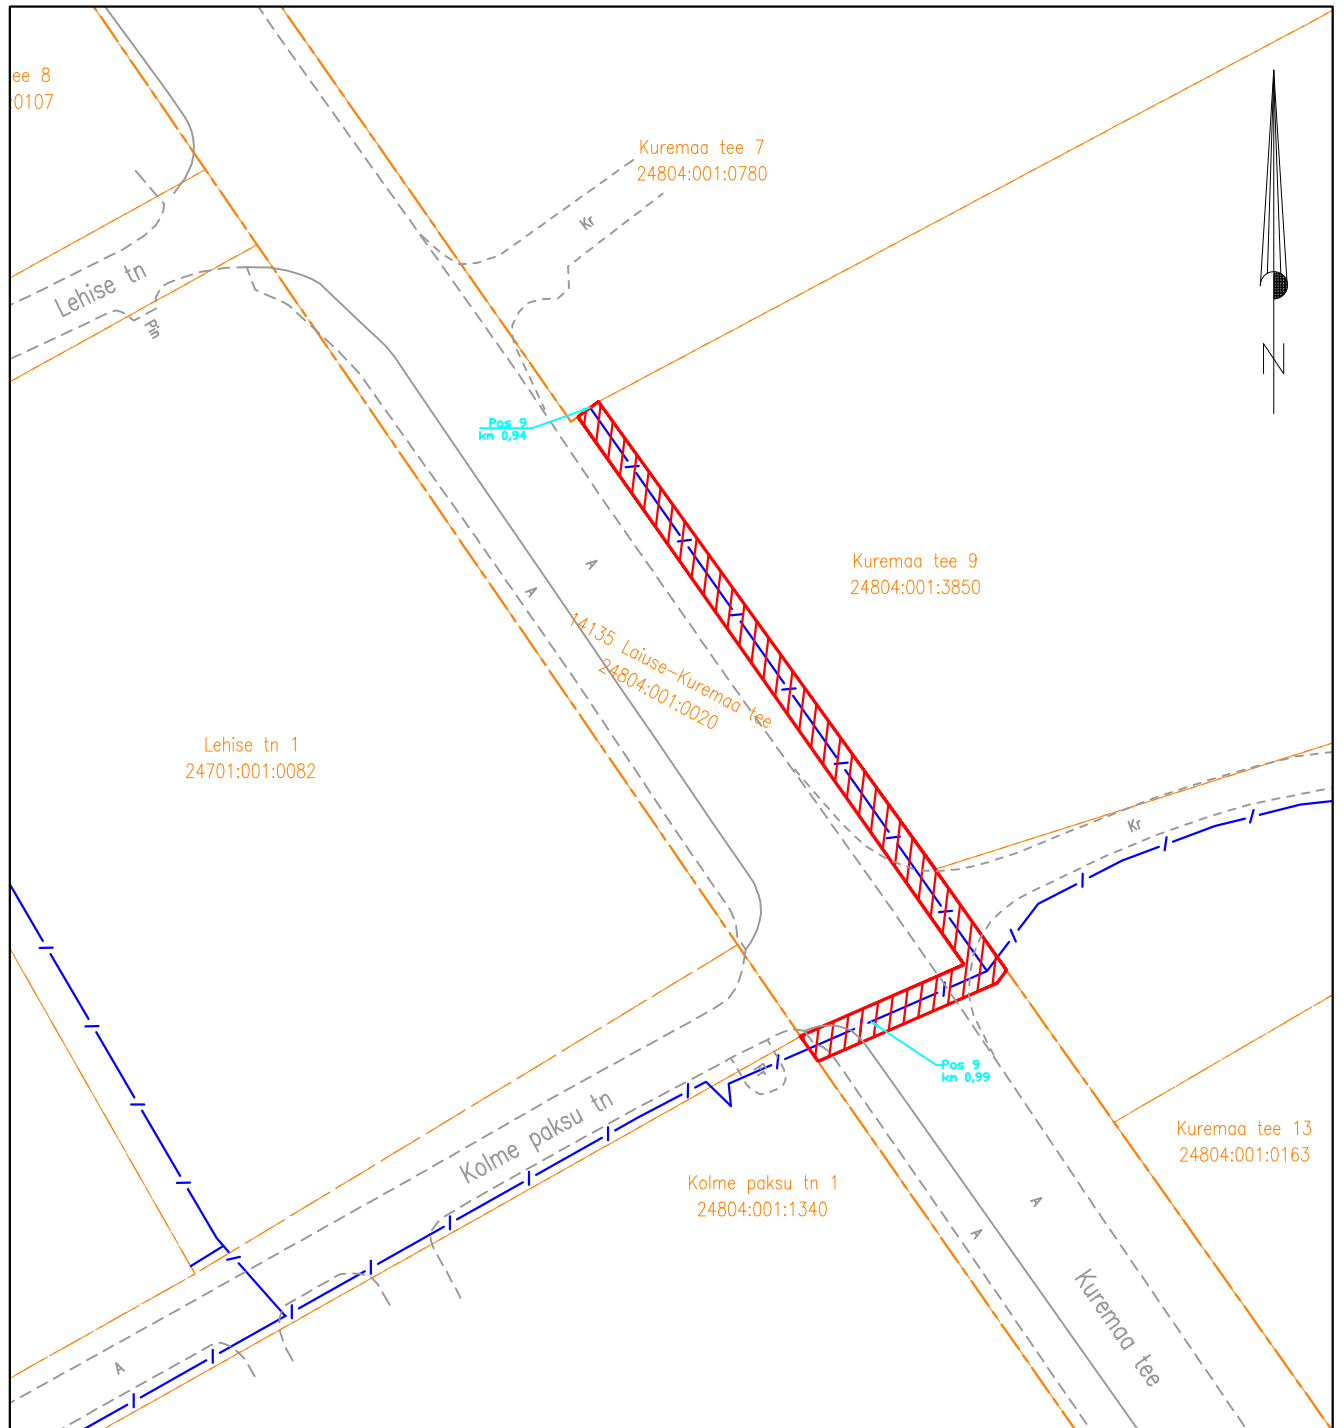 ee 8
:0107
Kuremaa tee 7
24804:001:0780
Kr
Lehise tn
Pin
N
Pos 9
km 0,94
Kuremaa tee 9
24804:001:3850
A
A
14135 Laiuse-Kuremaa tee
24804:001:0020
Lehise tn 1
24701:001:0082
Kr
Pos 9
km 0,99
Kolme paksu tn
Kuremaa tee 13
24804:001:0163
Kolme paksu tn 1
24804:001:1340
A
A
Kuremaa tee
A